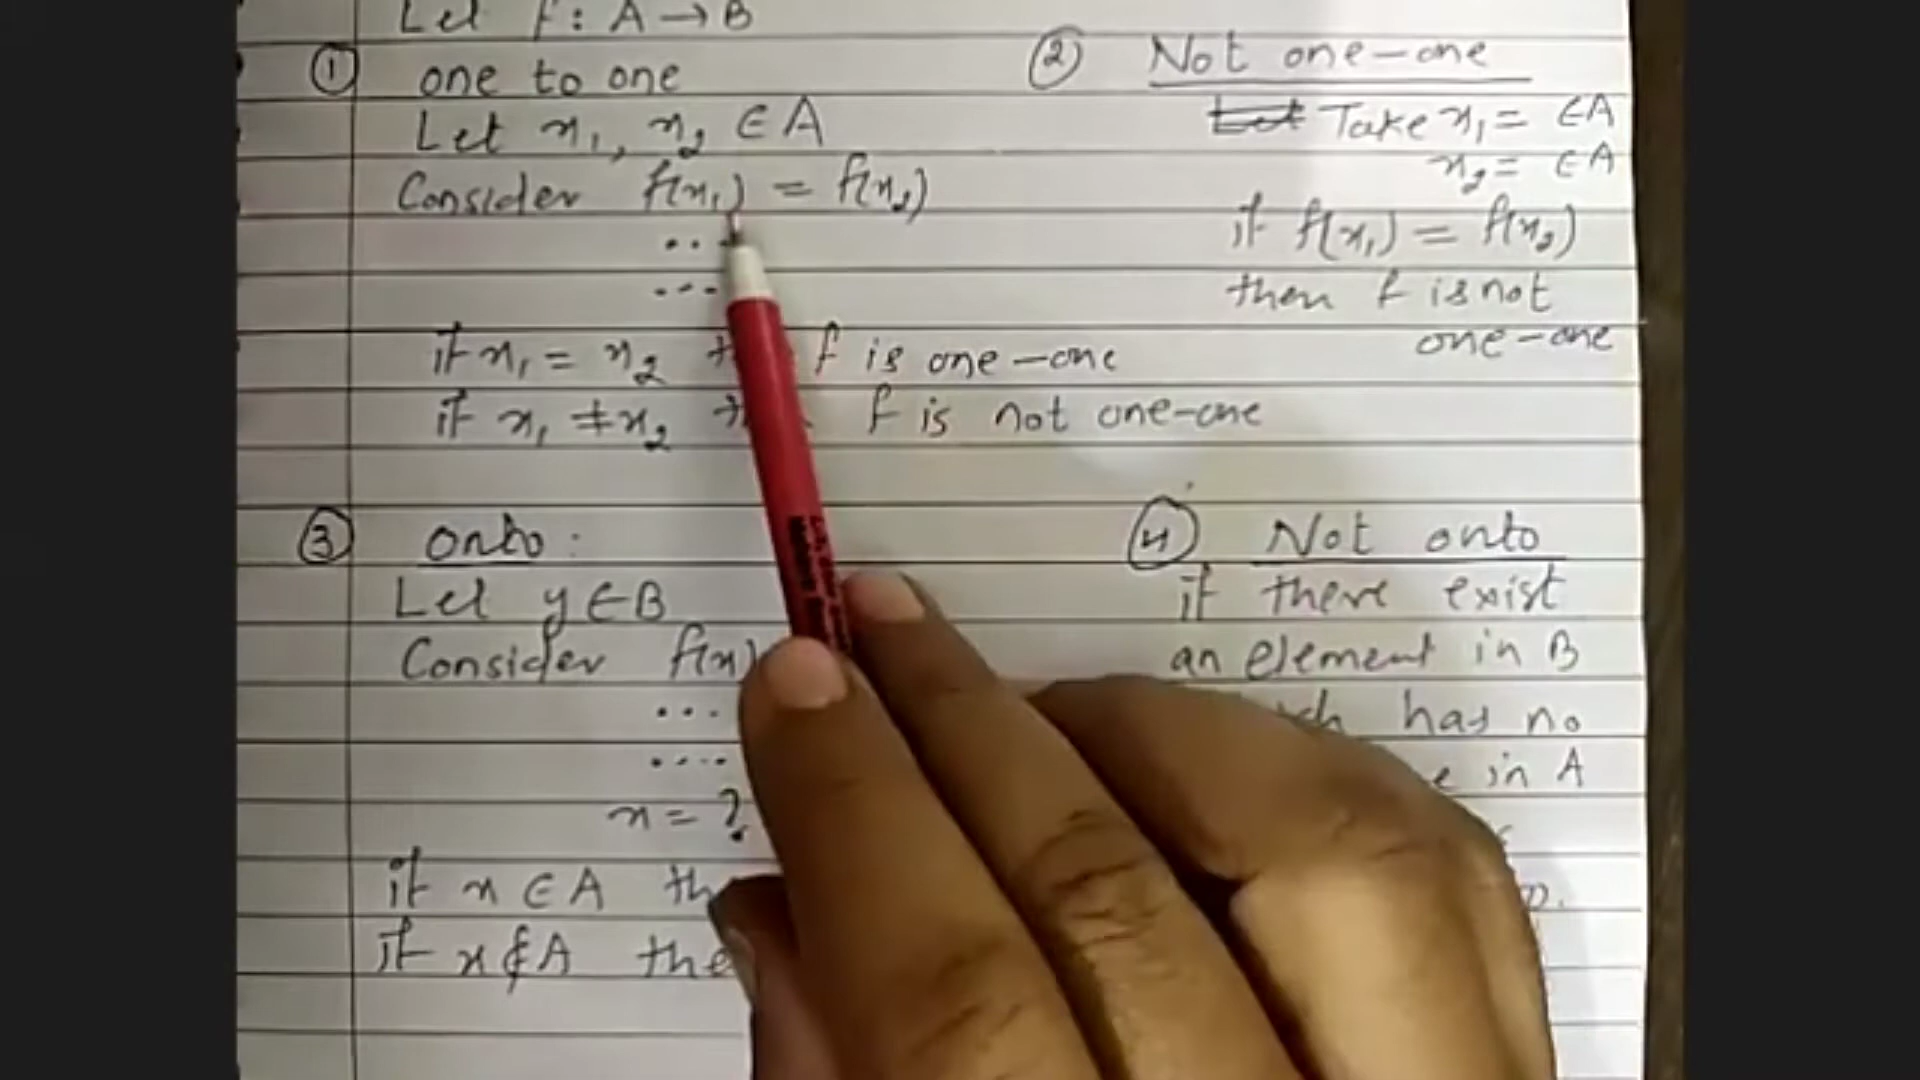 Let f: A → B
① one to one
Let x₁, x₂ ∈ A
Consider f(x₁) = f(x₂)
...
...
if x₁ = x₂ f is one-one
if x₁ ≠ x₂ f is not one-one
② Not one-one
Take x₁ = ∈A
x₂ = ∈A
if f(x₁) = f(x₂)
then f is not
one-one
③ onto:
Let y ∈ B
Consider f(x)
...
....
x = ?
if x ∈ A
if x ∉ A
④ Not onto
if there exist
an element in B
has no
in A